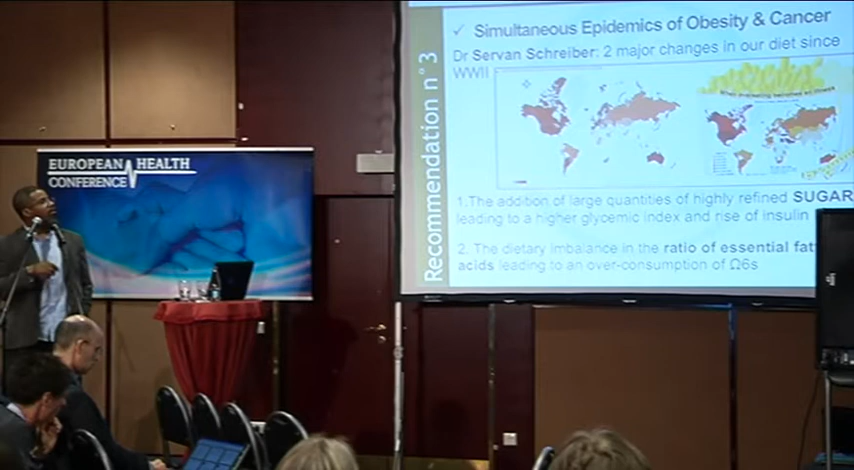 EUROPEAN HEALTH
CONFERENCE
Recommendation n°3
✓ Simultaneous Epidemics of Obesity & Cancer
Dr Servan Schreiber: 2 major changes in our diet since
WWII
1.The addition of large quantities of highly refined SUGAR
leading to a higher glycemic index and rise of insulin
2. The dietary imbalance in the ratio of essential fat
acids leading to an over-consumption of Ω6s